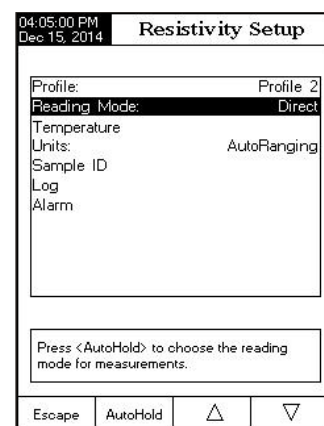 04:05:00 PM
Dec 15, 2014
Resistivity Setup
Profile: Profile 2
Reading Mode: Direct
Temperature
Units: AutoRanging
Sample ID
Log
Alarm
Press <AutoHold> to choose the reading
mode for measurements.
Escape AutoHold